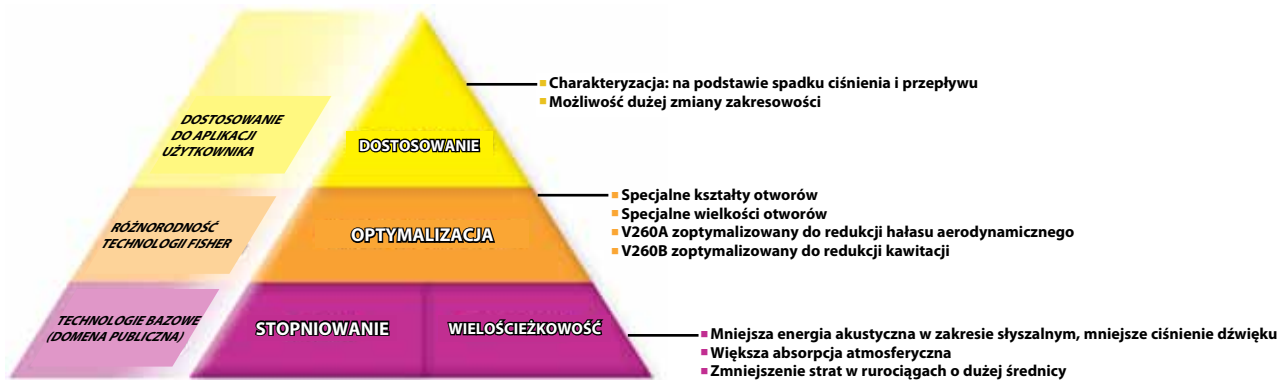 ■ Charakteryzacja: na podstawie spadku ciśnienia i przepływu
■ Możliwość dużej zmiany zakresowości
DOSTOSOWANIE
DO APLIKACJI
UŻYTKOWNIKA
DOSTOSOWANIE
■ Specjalne kształty otworów
■ Specjalne wielkości otworów
■ V260A zoptymalizowany do redukcji hałasu aerodynamicznego
■ V260B zoptymalizowany do redukcji kawitacji
RÓŻNORODNOŚĆ
TECHNOLOGII FISHER
OPTYMALIZACJA
TECHNOLOGIE BAZOWE
(DOMENA PUBLICZNA)
STOPNIOWANIE
WIELOŚCIEŻKOWOŚĆ
■ Mniejsza energia akustyczna w zakresie słyszalnym, mniejsze ciśnienie dźwięku
■ Większa absorpcja atmosferyczna
■ Zmniejszenie strat w rurociągach o dużej średnicy